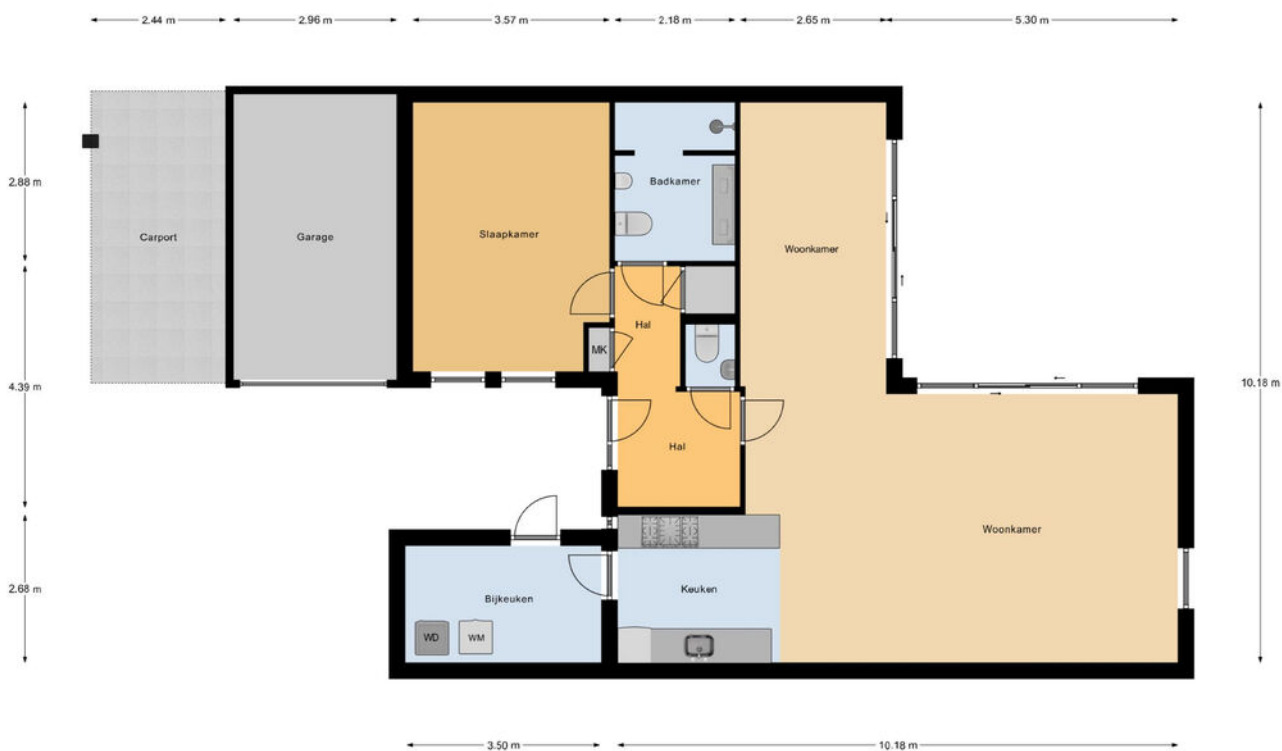 2.44 m 2.96 m 3.57 m 2.18 m 2.65 m 5.30 m
2.88 m
Badkamer
Carport Garage Slaapkamer
Woonkamer
Hal
MK
4.39 m
10.18 m
Hal
Woonkamer
2.68 m
Keuken
Bijkeuken
WD WM
3.50 m 10.18 m